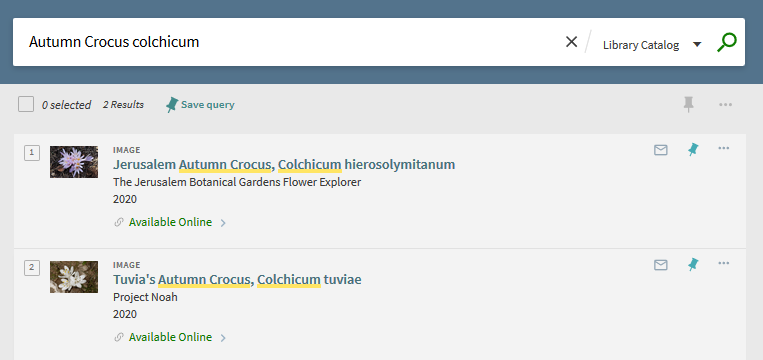 Autumn Crocus colchicum
Library Catalog
0 selected 2 Results Save query
1
IMAGE
Jerusalem Autumn Crocus, Colchicum hierosolymitanum
The Jerusalem Botanical Gardens Flower Explorer
2020
Available Online
2
IMAGE
Tuvia's Autumn Crocus, Colchicum tuviae
Project Noah
2020
Available Online